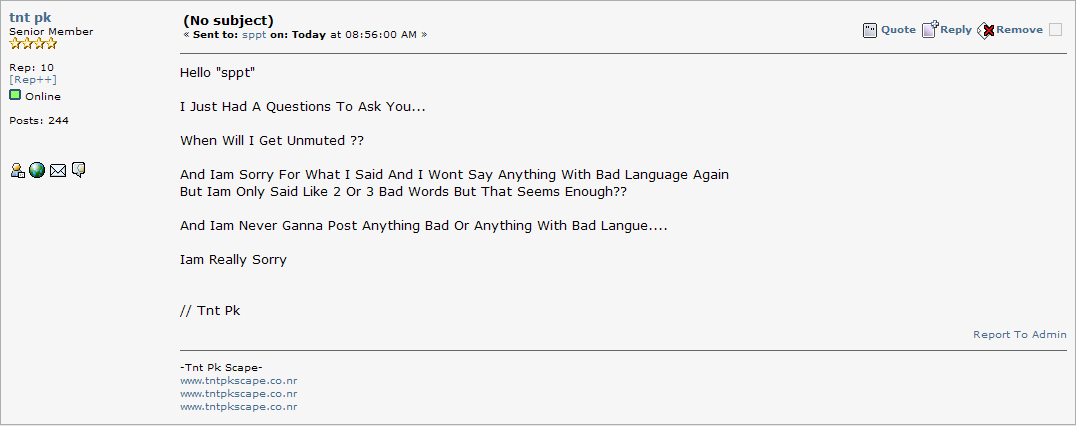 tnt pk
Senior Member
Rep: 10
[Rep++]
Online
Posts: 244
(No subject)
« Sent to: sppt on: Today at 08:56:00 AM »
Quote Reply Remove
Hello "sppt"
I Just Had A Questions To Ask You...
When Will I Get Unmuted ??
And Iam Sorry For What I Said And I Wont Say Anything With Bad Language Again
But Iam Only Said Like 2 Or 3 Bad Words But That Seems Enough??
And Iam Never Ganna Post Anything Bad Or Anything With Bad Langue....
Iam Really Sorry
// Tnt Pk
Report To Admin
-Tnt Pk Scape-
www.tntpkscape.co.nr
www.tntpkscape.co.nr
www.tntpkscape.co.nr